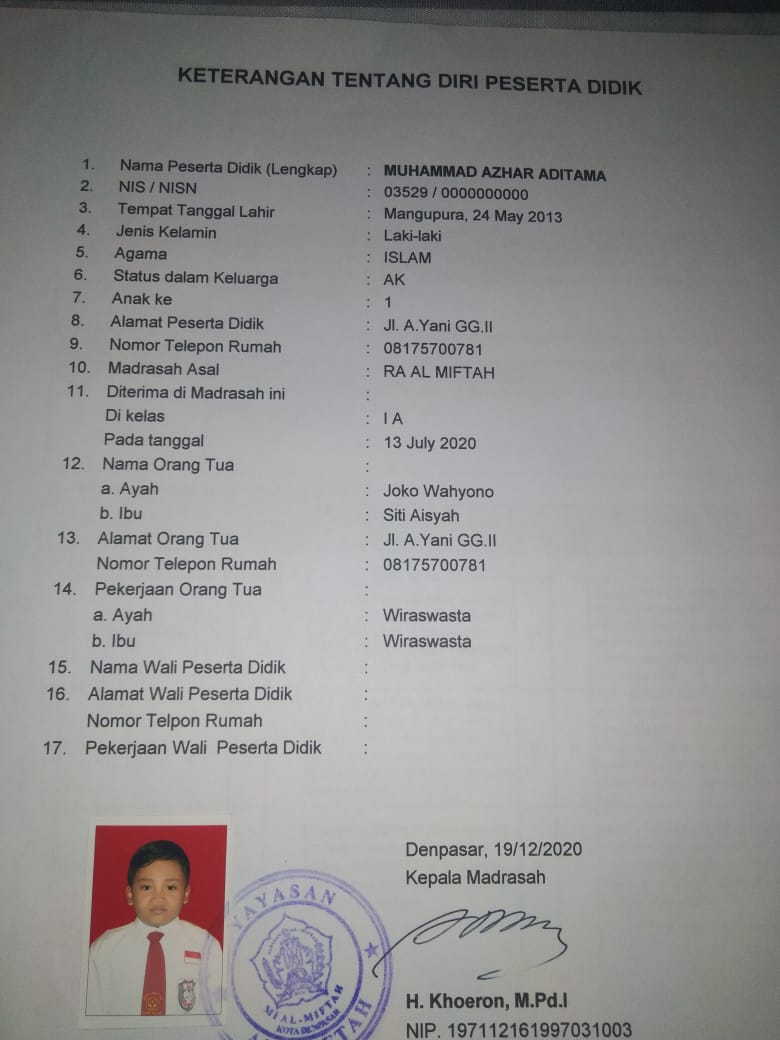 KETERANGAN TENTANG DIRI PESERTA DIDIK
1. Nama Peserta Didik (Lengkap) : MUHAMMAD AZHAR ADITAMA
2. NIS / NISN : 03529 / 0000000000
3. Tempat Tanggal Lahir : Mangupura, 24 May 2013
4. Jenis Kelamin : Laki-laki
5. Agama : ISLAM
6. Status dalam Keluarga : AK
7. Anak ke : 1
8. Alamat Peserta Didik : Jl. A.Yani GG.II
9. Nomor Telepon Rumah : 08175700781
10. Madrasah Asal : RA AL MIFTAH
11. Diterima di Madrasah ini :
Di kelas : I A
Pada tanggal : 13 July 2020
12. Nama Orang Tua :
a. Ayah : Joko Wahyono
b. Ibu : Siti Aisyah
13. Alamat Orang Tua : Jl. A.Yani GG.II
Nomor Telepon Rumah : 08175700781
14. Pekerjaan Orang Tua :
a. Ayah : Wiraswasta
b. Ibu : Wiraswasta
15. Nama Wali Peserta Didik :
16. Alamat Wali Peserta Didik :
Nomor Telpon Rumah :
17. Pekerjaan Wali Peserta Didik :
Denpasar, 19/12/2020
Kepala Madrasah
YAYASAN
MI AL-MIFTAH
KOTA DENPASAR
H. Khoeron, M.Pd.I
NIP. 197112161997031003